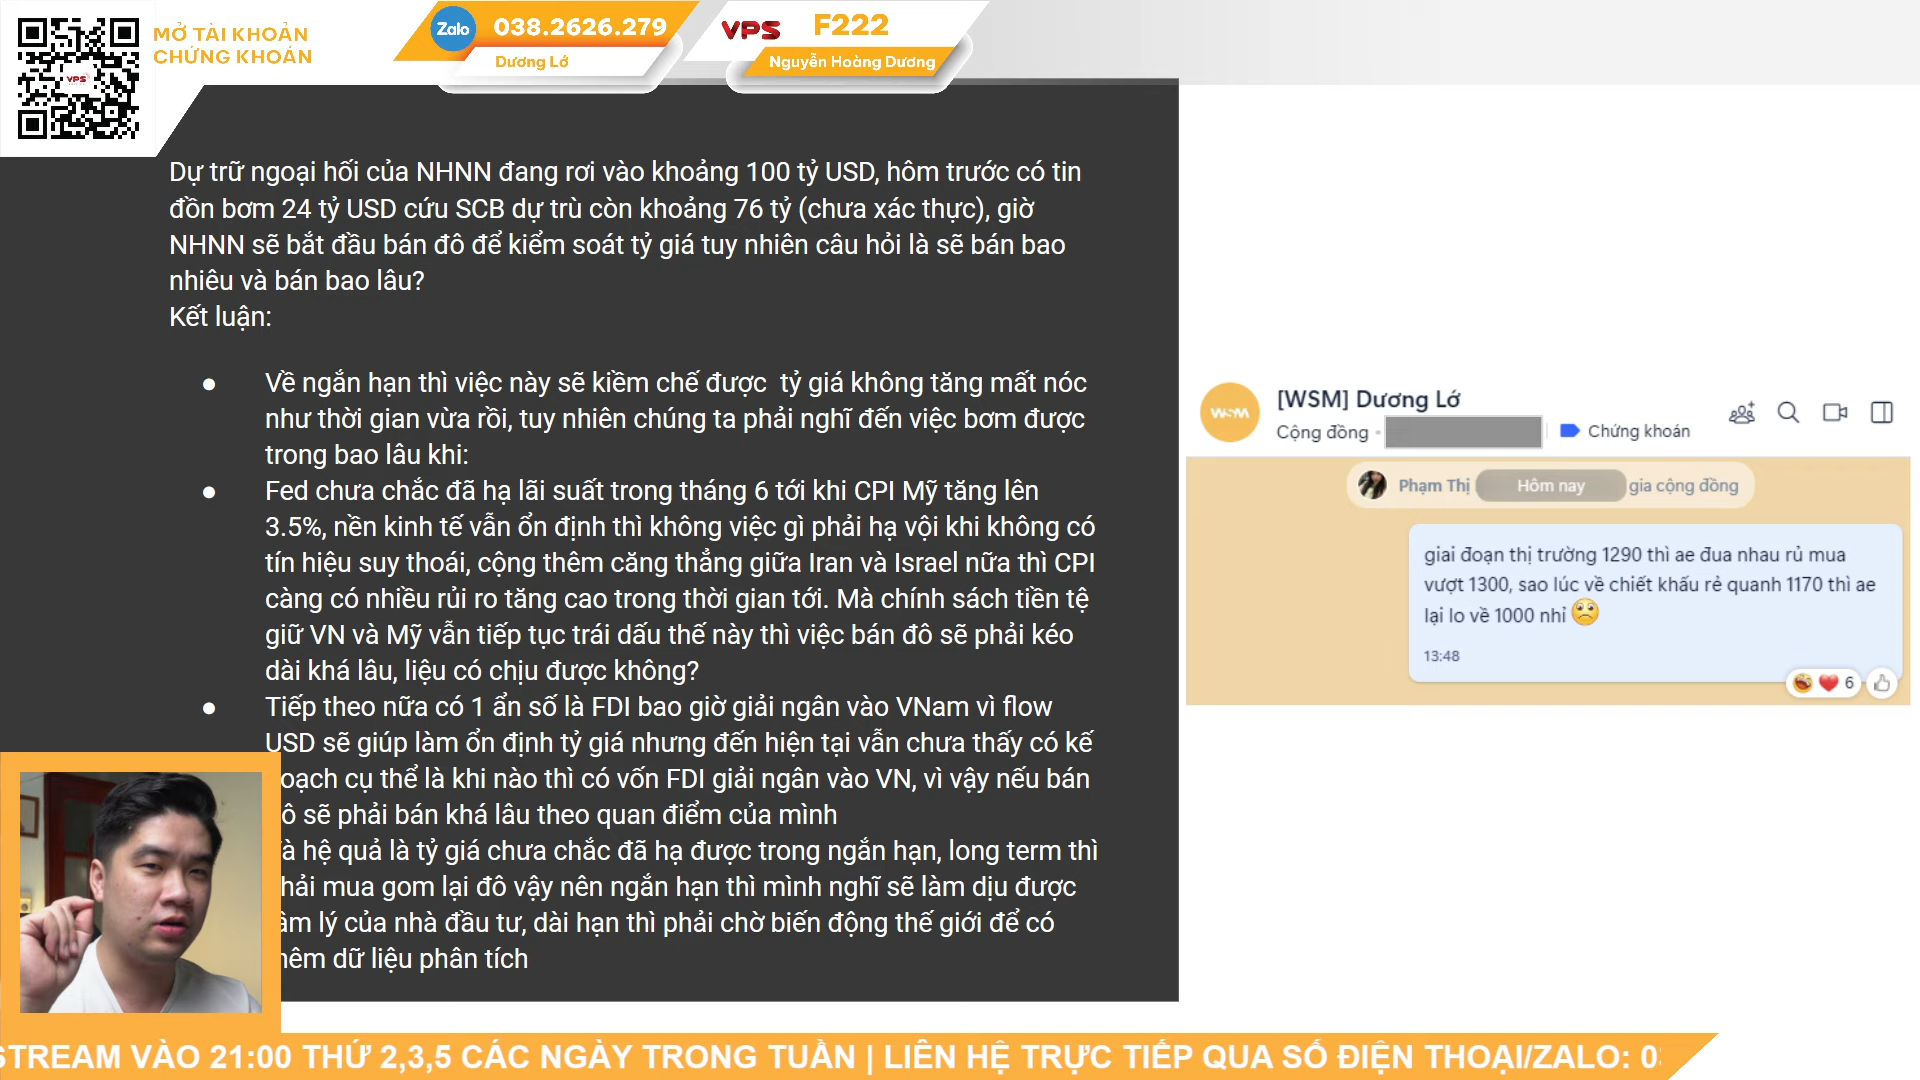 MỞ TÀI KHOẢN
CHỨNG KHOÁN
VPS
Zalo
038.2626.279
Dương Lớ
VPS
F222
Nguyễn Hoàng Dương
Dự trữ ngoại hối của NHNN đang rơi vào khoảng 100 tỷ USD, hôm trước có tin
đồn bơm 24 tỷ USD cứu SCB dự trù còn khoảng 76 tỷ (chưa xác thực), giờ
NHNN sẽ bắt đầu bán đô để kiểm soát tỷ giá tuy nhiên câu hỏi là sẽ bán bao
nhiêu và bán bao lâu?
Kết luận:
● Về ngắn hạn thì việc này sẽ kiềm chế được tỷ giá không tăng mất nóc
như thời gian vừa rồi, tuy nhiên chúng ta phải nghĩ đến việc bơm được
trong bao lâu khi:
● Fed chưa chắc đã hạ lãi suất trong tháng 6 tới khi CPI Mỹ tăng lên
3.5%, nền kinh tế vẫn ổn định thì không việc gì phải hạ vội khi không có
tín hiệu suy thoái, cộng thêm căng thẳng giữa Iran và Israel nữa thì CPI
càng có nhiều rủi ro tăng cao trong thời gian tới. Mà chính sách tiền tệ
giữ VN và Mỹ vẫn tiếp tục trái dấu thế này thì việc bán đô sẽ phải kéo
dài khá lâu, liệu có chịu được không?
● Tiếp theo nữa có 1 ẩn số là FDI bao giờ giải ngân vào VNam vì flow
USD sẽ giúp làm ổn định tỷ giá nhưng đến hiện tại vẫn chưa thấy có kế
oạch cụ thể là khi nào thì có vốn FDI giải ngân vào VN, vì vậy nếu bán
ô sẽ phải bán khá lâu theo quan điểm của mình
à hệ quả là tỷ giá chưa chắc đã hạ được trong ngắn hạn, long term thì
hải mua gom lại đô vậy nên ngắn hạn thì mình nghĩ sẽ làm dịu được
âm lý của nhà đầu tư, dài hạn thì phải chờ biến động thế giới để có
hêm dữ liệu phân tích
WSM
[WSM] Dương Lớ
Cộng đồng
Chứng khoán
Phạm Thị
Hôm nay
gia cộng đồng
giai đoạn thị trường 1290 thì ae đua nhau rủ mua
vượt 1300, sao lúc về chiết khấu rẻ quanh 1170 thì ae
lại lo về 1000 nhỉ 🙁
13:48
6
STREAM VÀO 21:00 THỨ 2,3,5 CÁC NGÀY TRONG TUẦN | LIÊN HỆ TRỰC TIẾP QUA SỐ ĐIỆN THOẠI/ZALO: 0